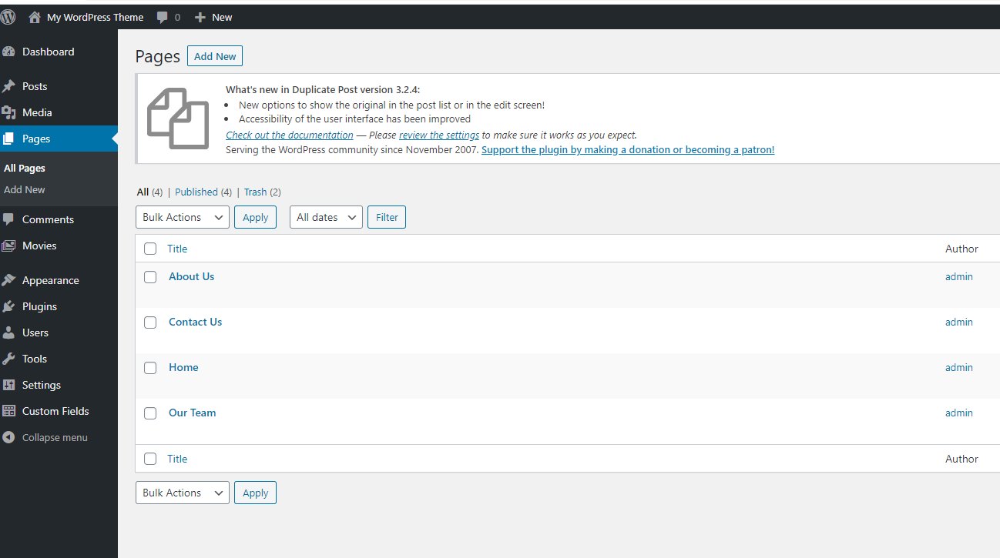 My WordPress Theme 0 New
Dashboard
Posts
Media
Pages
All Pages
Add New
Comments
Movies
Appearance
Plugins
Users
Tools
Settings
Custom Fields
Collapse menu
Pages Add New
What's new in Duplicate Post version 3.2.4:
New options to show the original in the post list or in the edit screen!
Accessibility of the user interface has been improved
Check out the documentation — Please review the settings to make sure it works as you expect.
Serving the WordPress community since November 2007. Support the plugin by making a donation or becoming a patron!
All (4) | Published (4) | Trash (2)
Bulk Actions Apply All dates Filter
Title Author
About Us admin
Contact Us admin
Home admin
Our Team admin
Title Author
Bulk Actions Apply